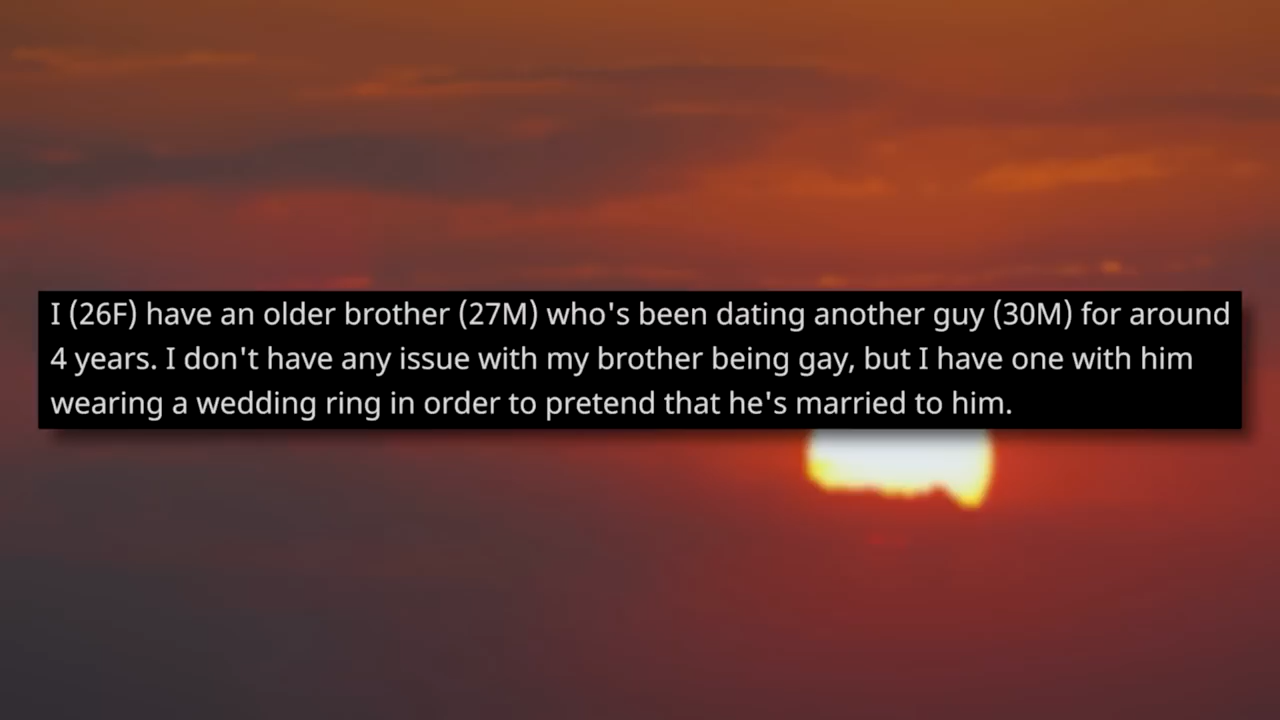 I (26F) have an older brother (27M) who's been dating another guy (30M) for around
4 years. I don't have any issue with my brother being gay, but I have one with him
wearing a wedding ring in order to pretend that he's married to him.